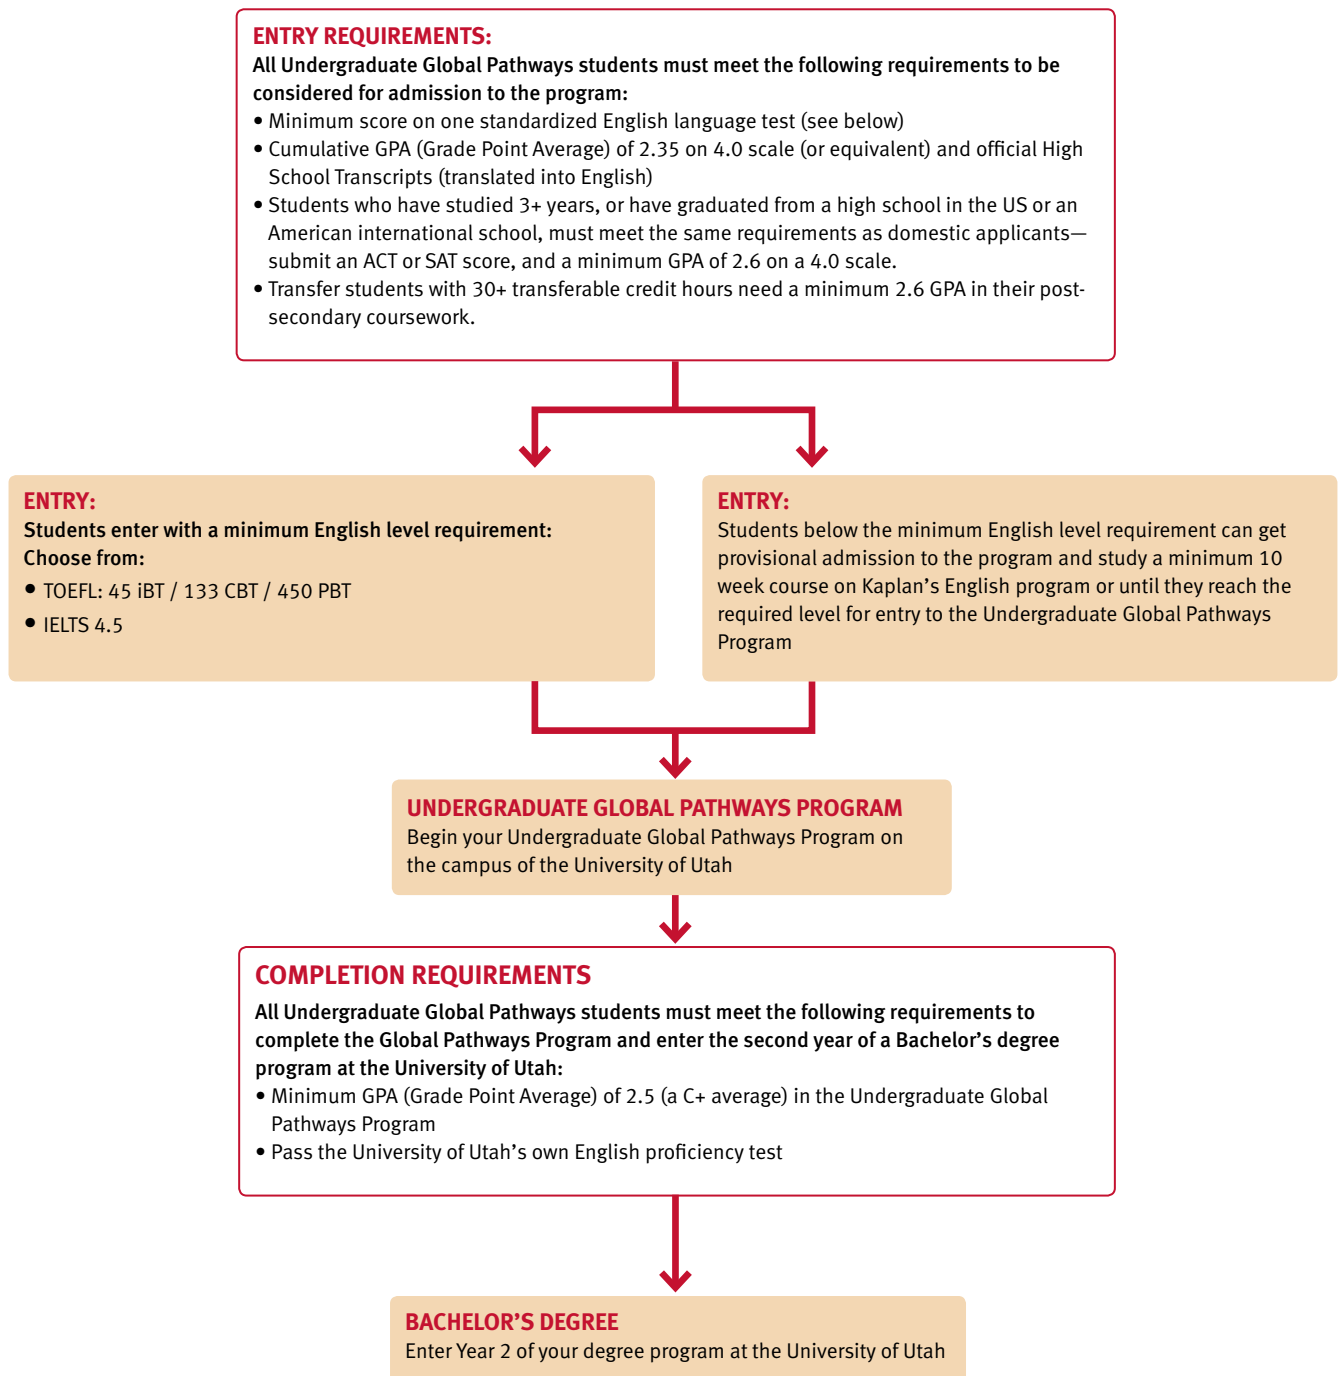 ENTRY REQUIREMENTS:
All Undergraduate Global Pathways students must meet the following requirements to be
considered for admission to the program:
• Minimum score on one standardized English language test (see below)
• Cumulative GPA (Grade Point Average) of 2.35 on 4.0 scale (or equivalent) and official High
School Transcripts (translated into English)
• Students who have studied 3+ years, or have graduated from a high school in the US or an
American international school, must meet the same requirements as domestic applicants—
submit an ACT or SAT score, and a minimum GPA of 2.6 on a 4.0 scale.
• Transfer students with 30+ transferable credit hours need a minimum 2.6 GPA in their post-
secondary coursework.
ENTRY:
Students enter with a minimum English level requirement:
Choose from:
• TOEFL: 45 iBT / 133 CBT / 450 PBT
• IELTS 4.5
ENTRY:
Students below the minimum English level requirement can get
provisional admission to the program and study a minimum 10
week course on Kaplan’s English program or until they reach the
required level for entry to the Undergraduate Global Pathways
Program
UNDERGRADUATE GLOBAL PATHWAYS PROGRAM
Begin your Undergraduate Global Pathways Program on
the campus of the University of Utah
COMPLETION REQUIREMENTS
All Undergraduate Global Pathways students must meet the following requirements to
complete the Global Pathways Program and enter the second year of a Bachelor’s degree
program at the University of Utah:
• Minimum GPA (Grade Point Average) of 2.5 (a C+ average) in the Undergraduate Global
Pathways Program
• Pass the University of Utah’s own English proficiency test
BACHELOR’S DEGREE
Enter Year 2 of your degree program at the University of Utah